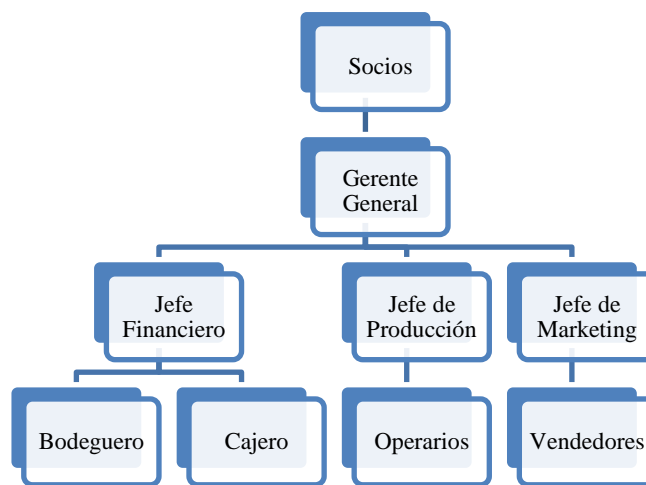 Socios
Gerente
General
Jefe
Financiero
Jefe de
Producción
Jefe de
Marketing
Bodeguero
Cajero
Operarios
Vendedores